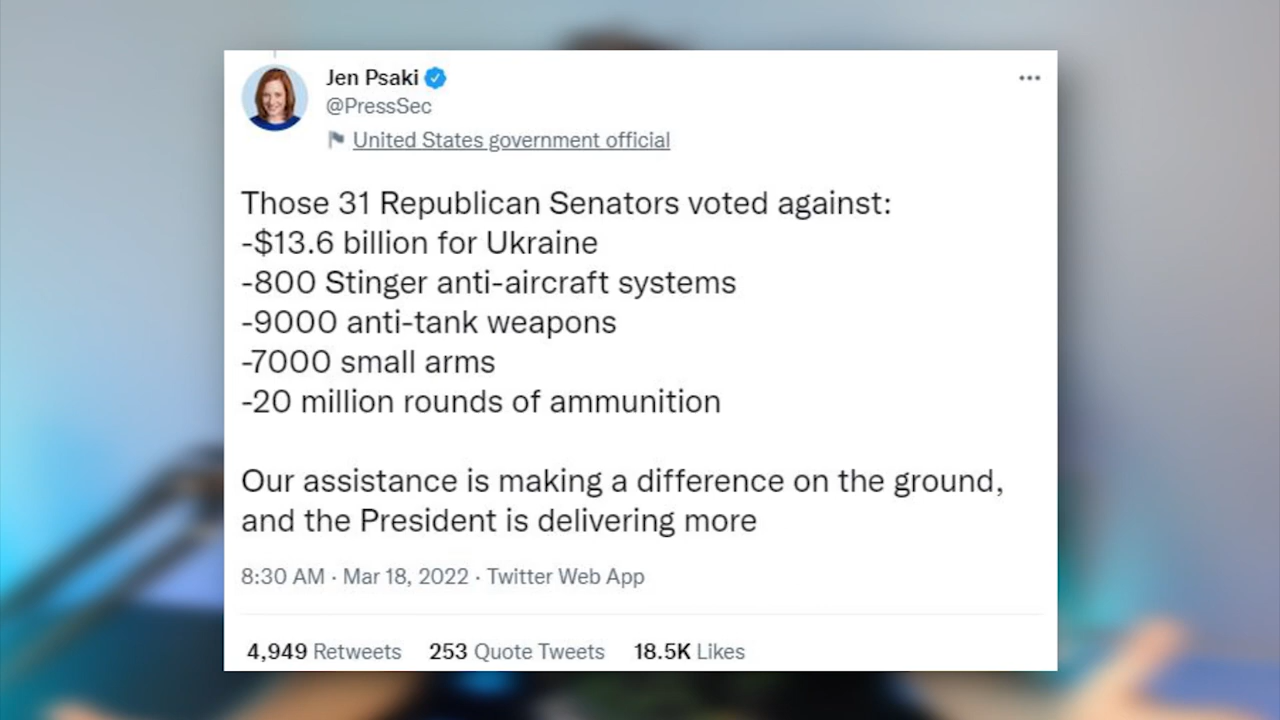 Jen Psaki
@PressSec
United States government official
Those 31 Republican Senators voted against:
-$13.6 billion for Ukraine
-800 Stinger anti-aircraft systems
-9000 anti-tank weapons
-7000 small arms
-20 million rounds of ammunition
Our assistance is making a difference on the ground,
and the President is delivering more
8:30 AM · Mar 18, 2022 · Twitter Web App
4,949 Retweets 253 Quote Tweets 18.5K Likes